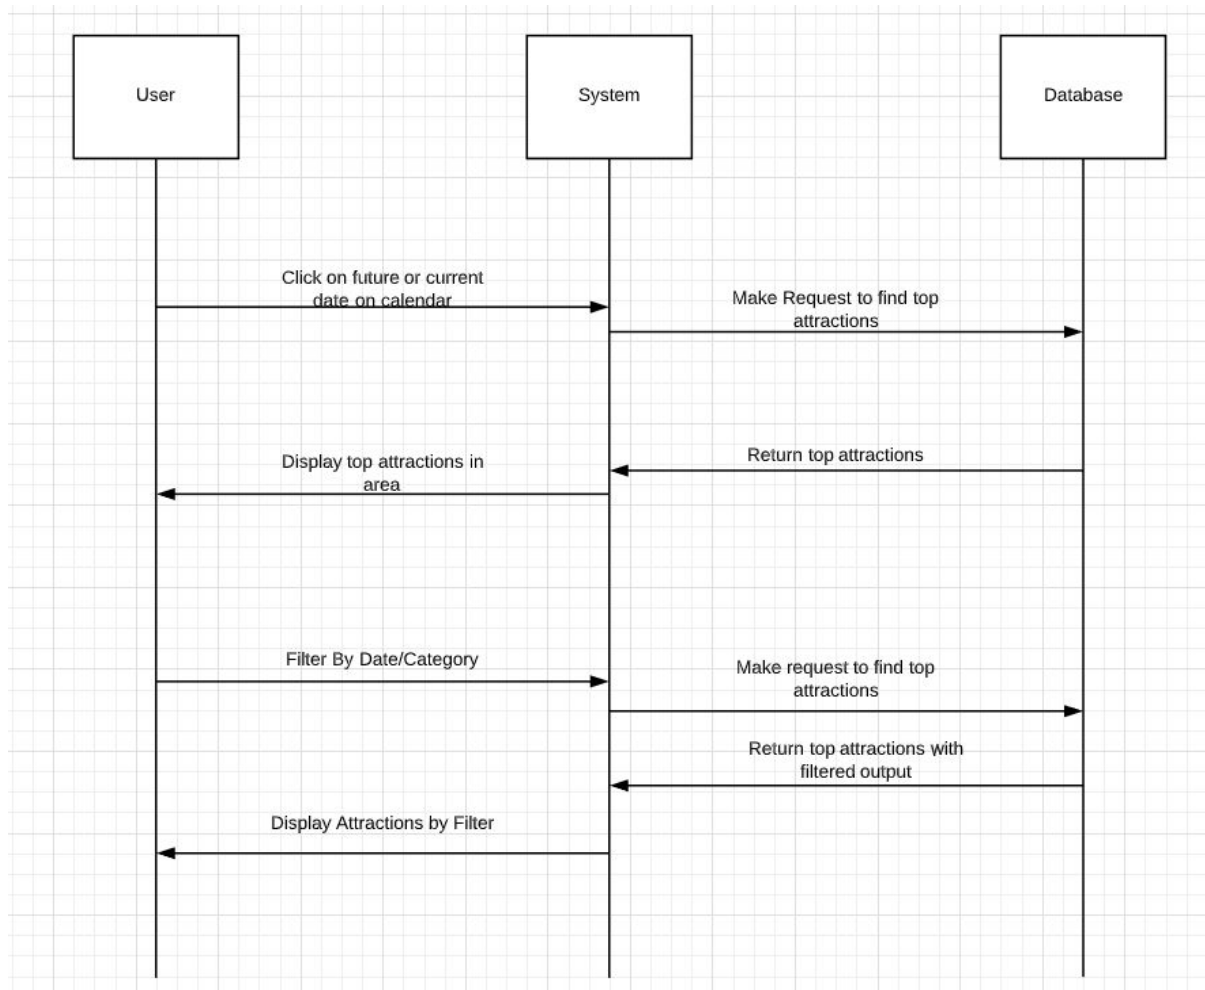 User
System
Database
Click on future or current
date on calendar
Make Request to find top
attractions
Return top attractions
Display top attractions in
area
Filter By Date/Category
Make request to find top
attractions
Return top attractions with
filtered output
Display Attractions by Filter